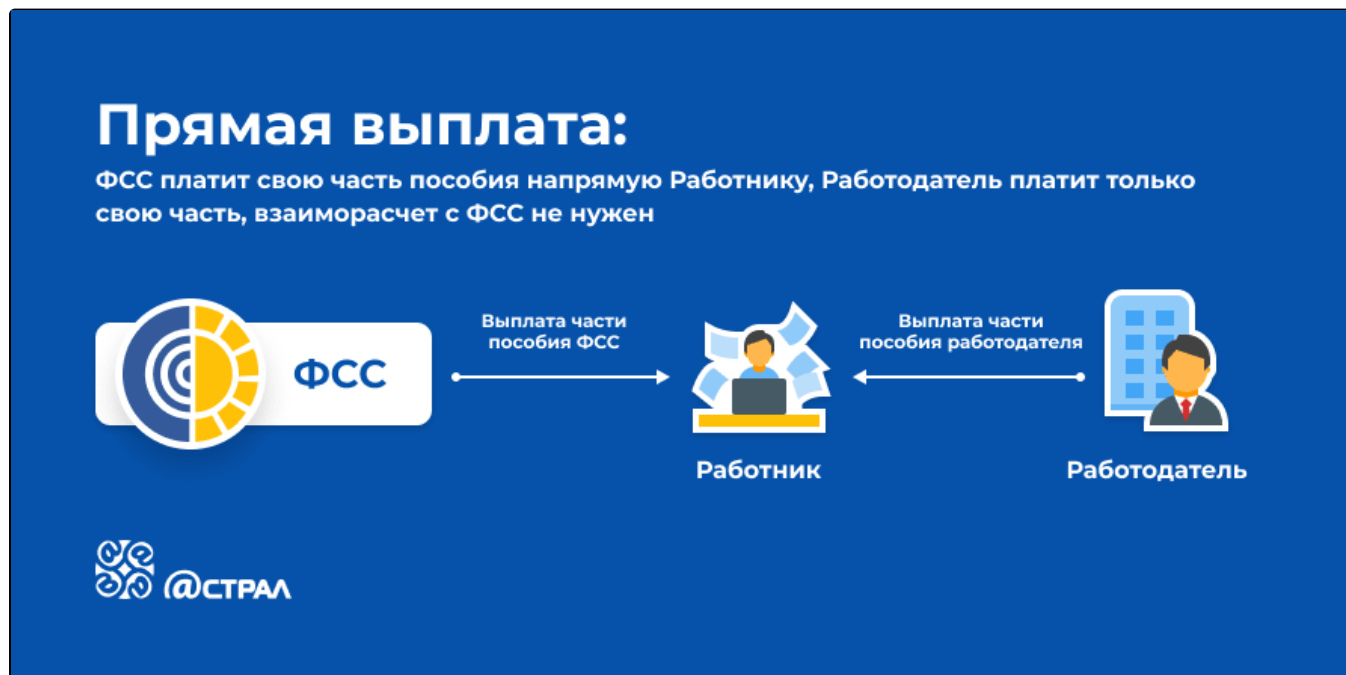 Прямая выплата:
ФСС платит свою часть пособия напрямую Работнику, Работодатель платит только
свою часть, взаиморасчет с ФСС не нужен
ФСС
Выплата части
пособия ФСС
Выплата части
пособия работодателя
Работник
Работодатель
@СТРАЛ